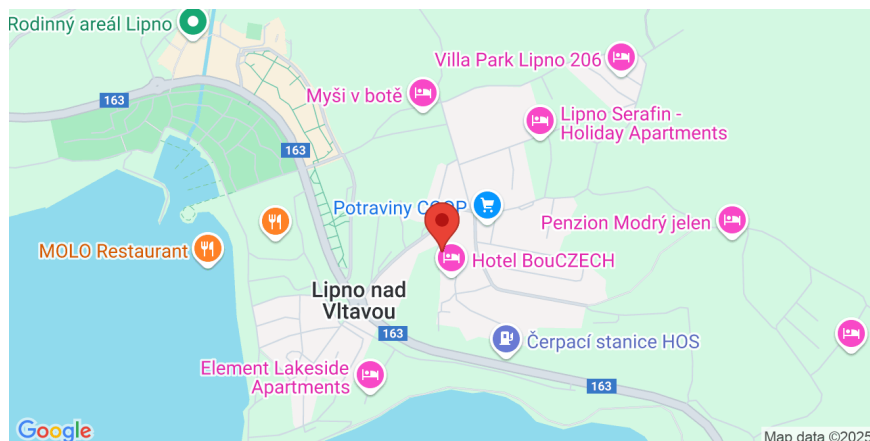 Rodinný areál Lipno
Villa Park Lipno 206
163
Myši v botě
Lipno Serafin -
Holiday Apartments
163
Potraviny COOP
Penzion Modrý jelen
MOLO Restaurant
Hotel BouCZECH
Lipno nad
Vltavou
163
Čerpací stanice HOS
Element Lakeside
Apartments
163
Google
Map data ©2025